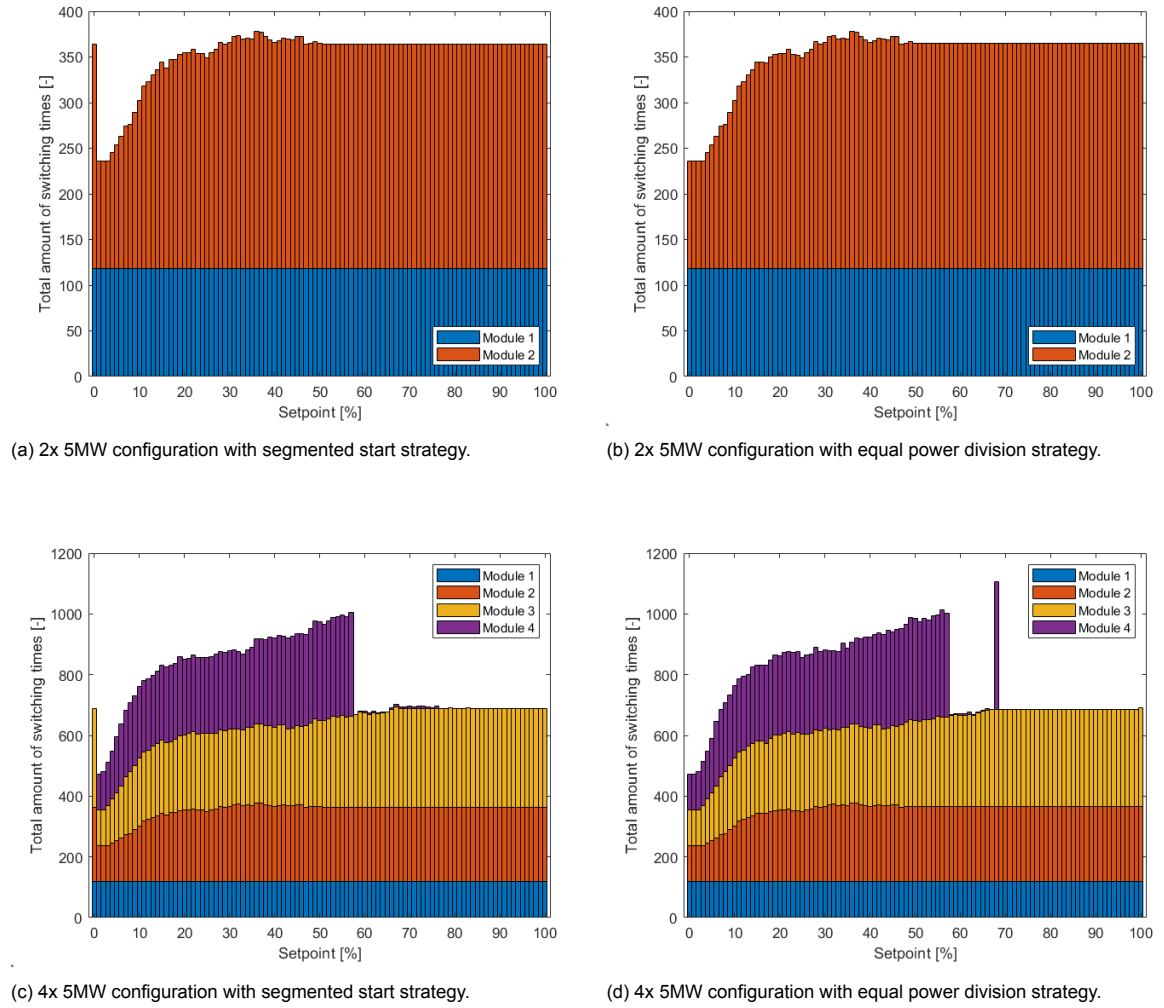 400
350
300
250
200
150
100
50
0
Total amount of switching times [-]
Module 1
Module 2
0 10 20 30 40 50 60 70 80 90 100
Setpoint [%]
(a) 2x 5MW configuration with segmented start strategy.
400
350
300
250
200
150
100
50
0
Total amount of switching times [-]
Module 1
Module 2
0 10 20 30 40 50 60 70 80 90 100
Setpoint [%]
(b) 2x 5MW configuration with equal power division strategy.
1200
1000
800
600
400
200
0
Total amount of switching times [-]
Module 1
Module 2
Module 3
Module 4
0 10 20 30 40 50 60 70 80 90 100
Setpoint [%]
(c) 4x 5MW configuration with segmented start strategy.
1200
1000
800
600
400
200
0
Total amount of switching times [-]
Module 1
Module 2
Module 3
Module 4
0 10 20 30 40 50 60 70 80 90 100
Setpoint [%]
(d) 4x 5MW configuration with equal power division strategy.